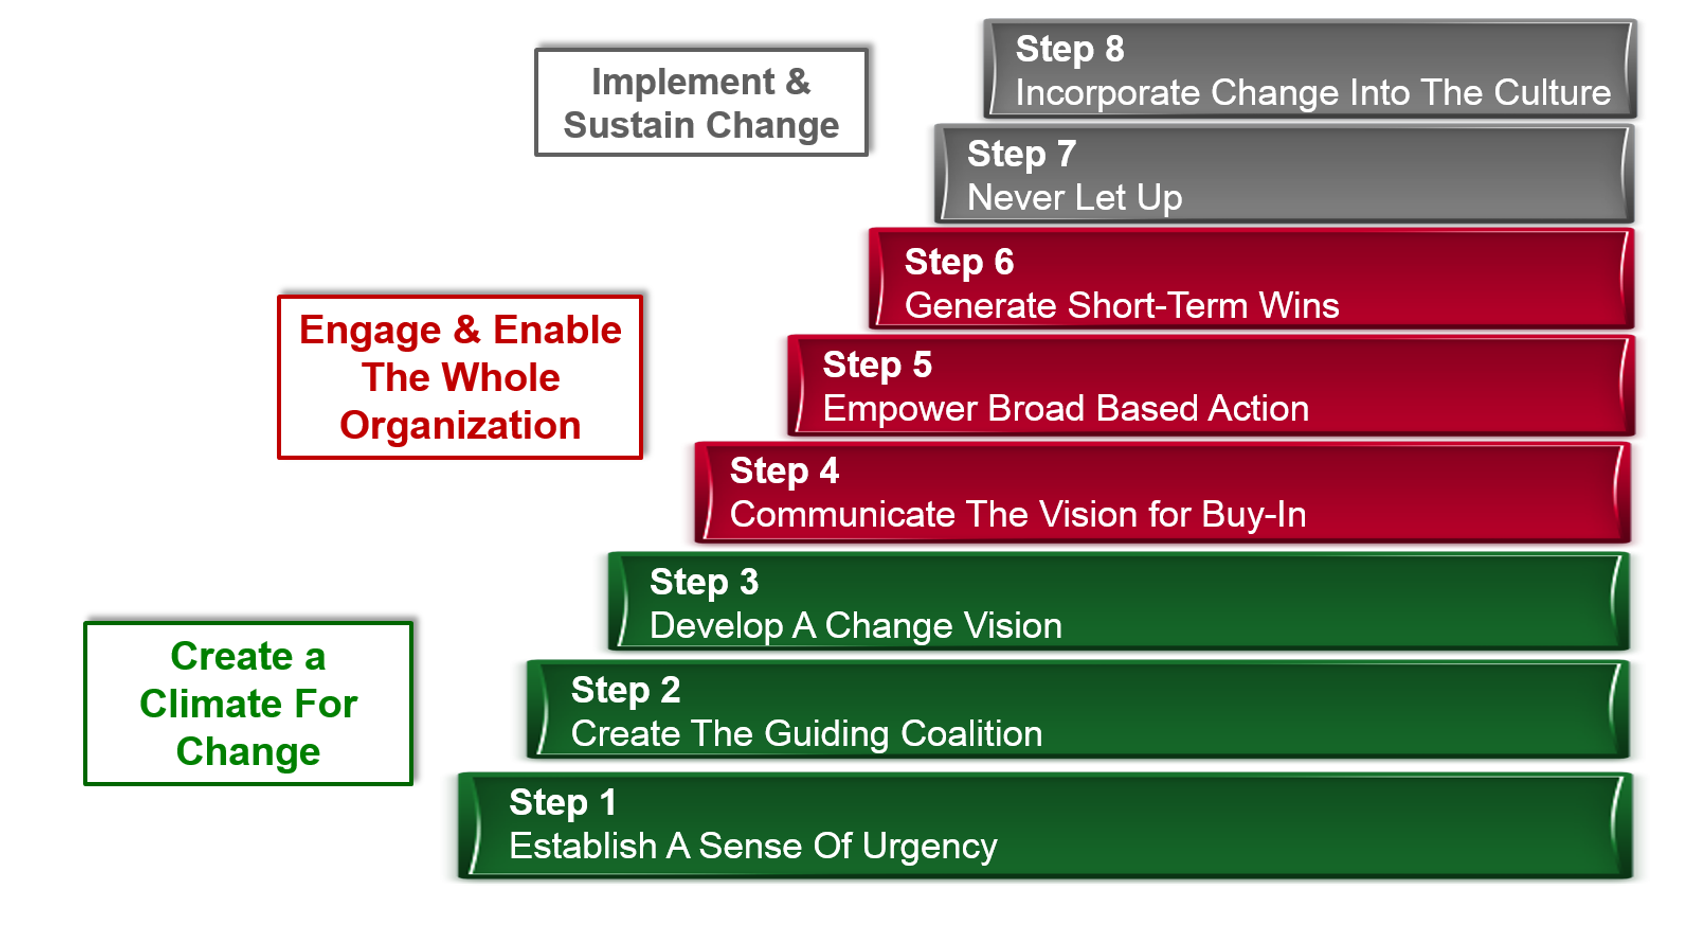 Step 8
Incorporate Change Into The Culture
Implement &
Sustain Change
Step 7
Never Let Up
Step 6
Generate Short-Term Wins
Engage & Enable
The Whole
Organization
Step 5
Empower Broad Based Action
Step 4
Communicate The Vision for Buy-In
Step 3
Develop A Change Vision
Create a
Climate For
Change
Step 2
Create The Guiding Coalition
Step 1
Establish A Sense Of Urgency